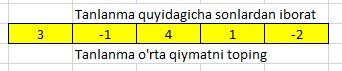 Tanlanma quyidagicha sonlardan iborat
3 -1 4 1 -2
Tanlanma o'rta qiymatni toping